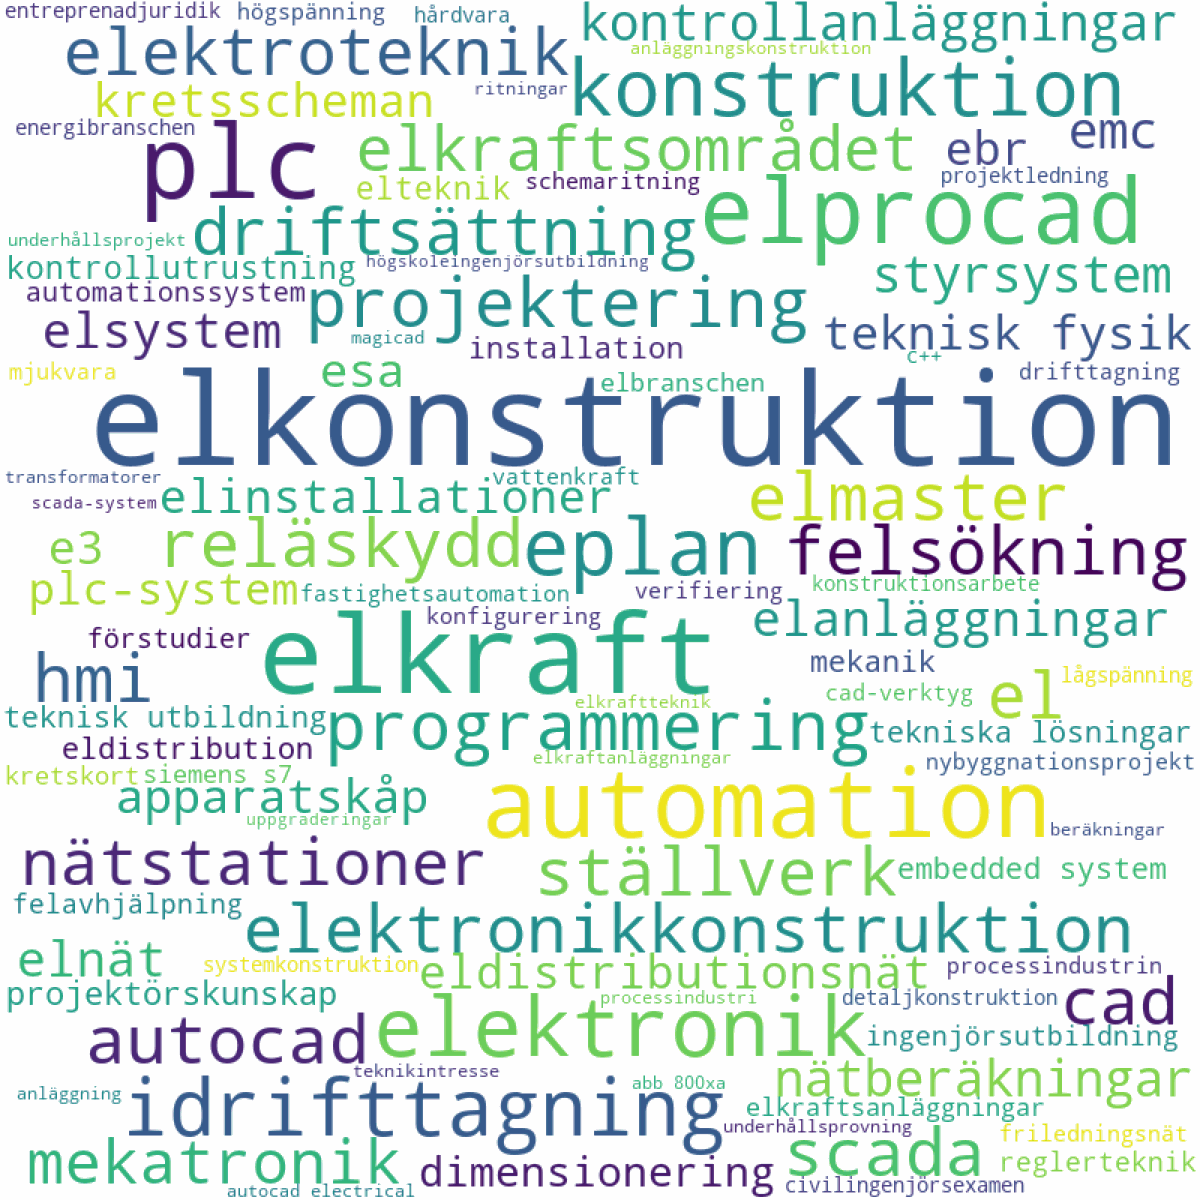 entreprenadjuridik
högspänning
hårdvara
kontrollanläggningar
elektroteknik
anläggningskonstruktion
konstruktion
kretsscheman
ritningar
energibranschen
plc
elkraftsområdet
ebr
emc
elteknik
schemaritning
projektledning
driftsättning
elprocad
underhållsprojekt
kontrollutrustning
högskoleingenjörsutbildning
styrsystem
automationssystem
projektering
elsystem
magicad
installation
teknisk fysik
c++
mjukvara
esa
elbranschen
drifttagning
elkonstruktion
transformatorer
vattenkraft
scada-system
elinstallationer
elmaster
e3
reläskydd
eplan
felsökning
plc-system
fastighetsautomation
verifiering
konstruktionsarbete
konfigurering
elanläggningar
förstudier
elkraft
hmi
mekanik
lågspänning
cad-verktyg
el
elkraftteknik
teknisk utbildning
programmering
tekniska lösningar
eldistribution
elkraftanläggningar
nybyggnationsprojekt
kretskort
siemens s7
apparatskåp
automation
uppgraderingar
beräkningar
nätstationer
ställverk
embedded system
felavhjälpning
elektronikkonstruktion
elnät
systemkonstruktion
eldistributionsnät
processindustrin
projektörskunskap
processindustri
detaljkonstruktion
cad
autocad
elektronik
ingenjörsutbildning
teknikintresse
abb 800xa
nätberäkningar
anläggning
idrifttagning
elkraftsanläggningar
underhållsprovning
friledningsnät
mekatronik
dimensionering
scada
reglerteknik
autocad electrical
civilingenjörsexamen